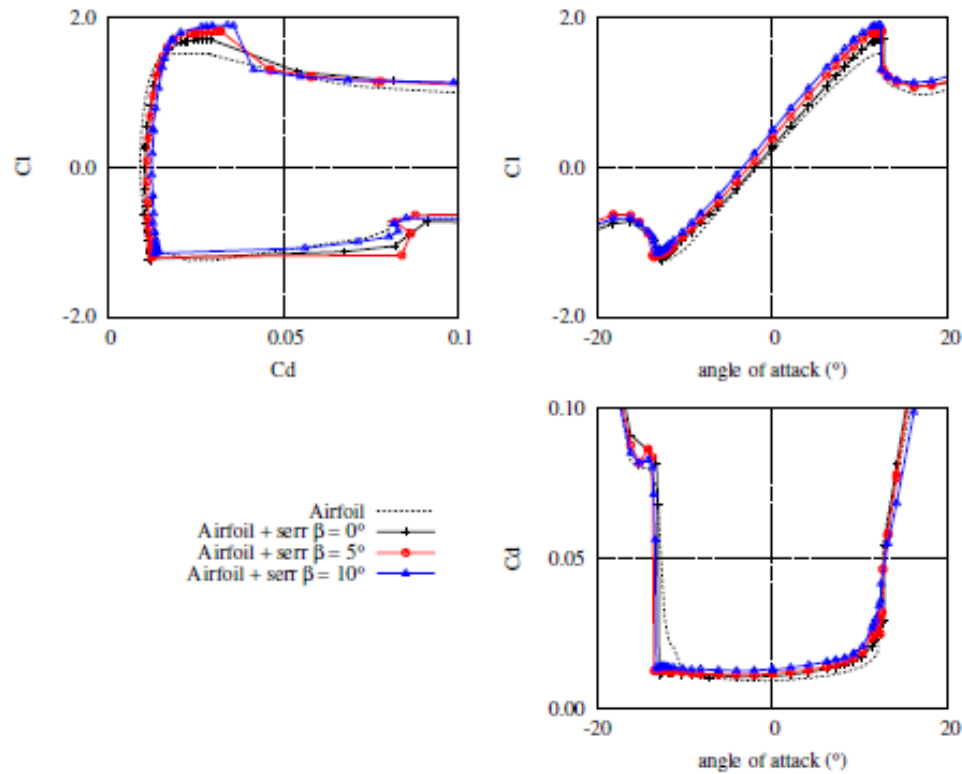 2.0
0.0
-2.0
Cl
0
0.05
0.1
Cd
2.0
0.0
-2.0
Cl
-20
0
20
angle of attack (°)
Airfoil
Airfoil + serr β = 0°
Airfoil + serr β = 5°
Airfoil + serr β = 10°
0.10
0.05
0.00
Cd
-20
0
20
angle of attack (°)